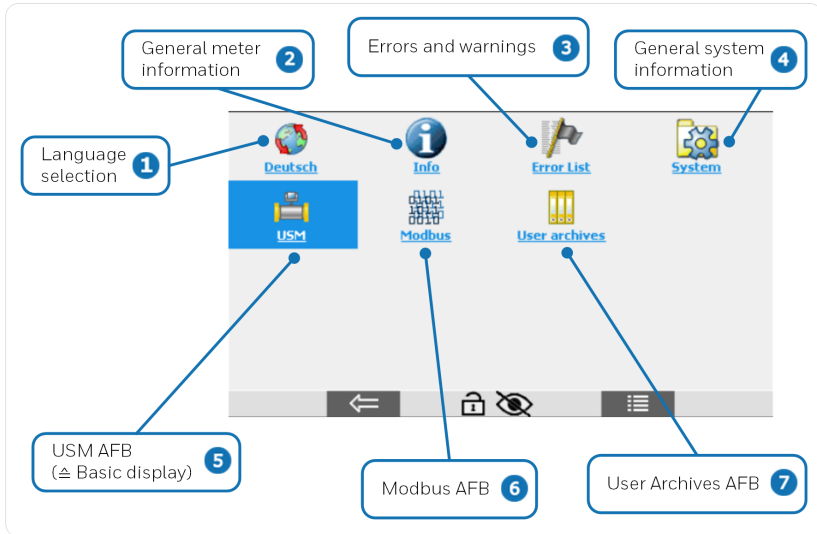 General meter
information
2
Errors and warnings
3
General system
information
4
Language
selection
1
Deutsch
Info
Error List
System
USM
Modbus
User archives
USM AFB
(≙ Basic display)
5
Modbus AFB
6
User Archives AFB
7